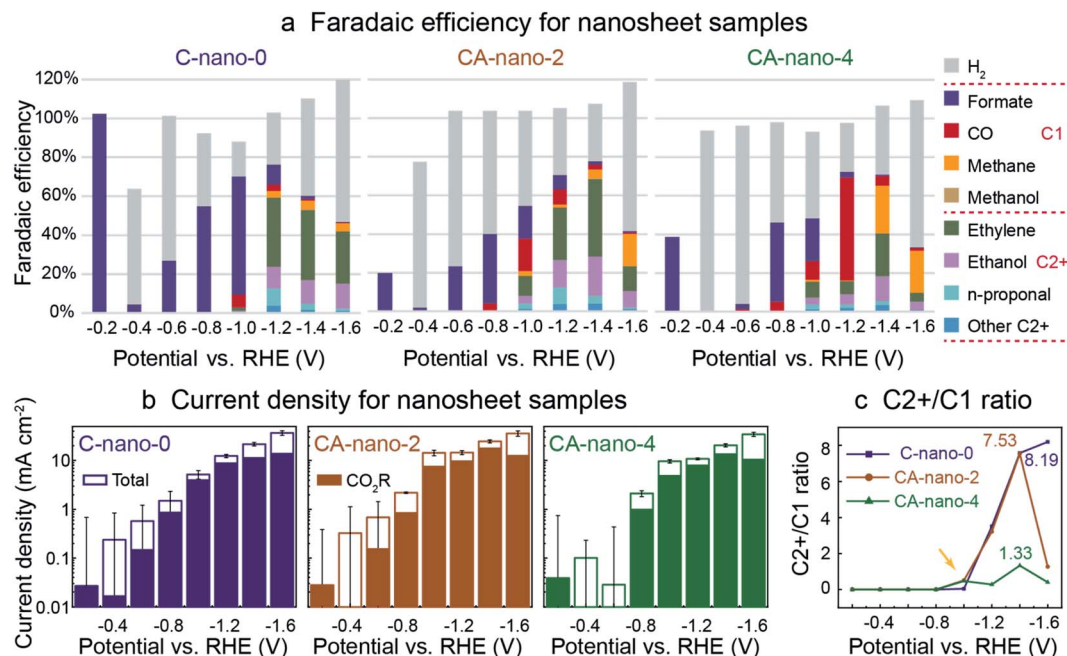 a Faradaic efficiency for nanosheet samples
C-nano-0
CA-nano-2
CA-nano-4
Faradaic efficiency
120%
100%
80%
60%
40%
20%
0%
-0.2 -0.4 -0.6 -0.8 -1.0 -1.2 -1.4 -1.6
-0.2 -0.4 -0.6 -0.8 -1.0 -1.2 -1.4 -1.6
-0.2 -0.4 -0.6 -0.8 -1.0 -1.2 -1.4 -1.6
Potential vs. RHE (V)
Potential vs. RHE (V)
Potential vs. RHE (V)
H2
Formate
CO C1
Methane
Methanol
Ethylene
Ethanol C2+
n-proponal
Other C2+
b Current density for nanosheet samples
Current density (mA cm-2)
10
1
0.1
0.01
C-nano-0
Total
CA-nano-2
CO2R
CA-nano-4
-0.4 -0.8 -1.2 -1.6
-0.4 -0.8 -1.2 -1.6
-0.4 -0.8 -1.2 -1.6
Potential vs. RHE (V)
Potential vs. RHE (V)
Potential vs. RHE (V)
c C2+/C1 ratio
C2+/C1 ratio
8
6
4
2
0
C-nano-0
CA-nano-2
CA-nano-4
7.53
8.19
1.33
-0.4 -0.8 -1.2 -1.6
Potential vs. RHE (V)